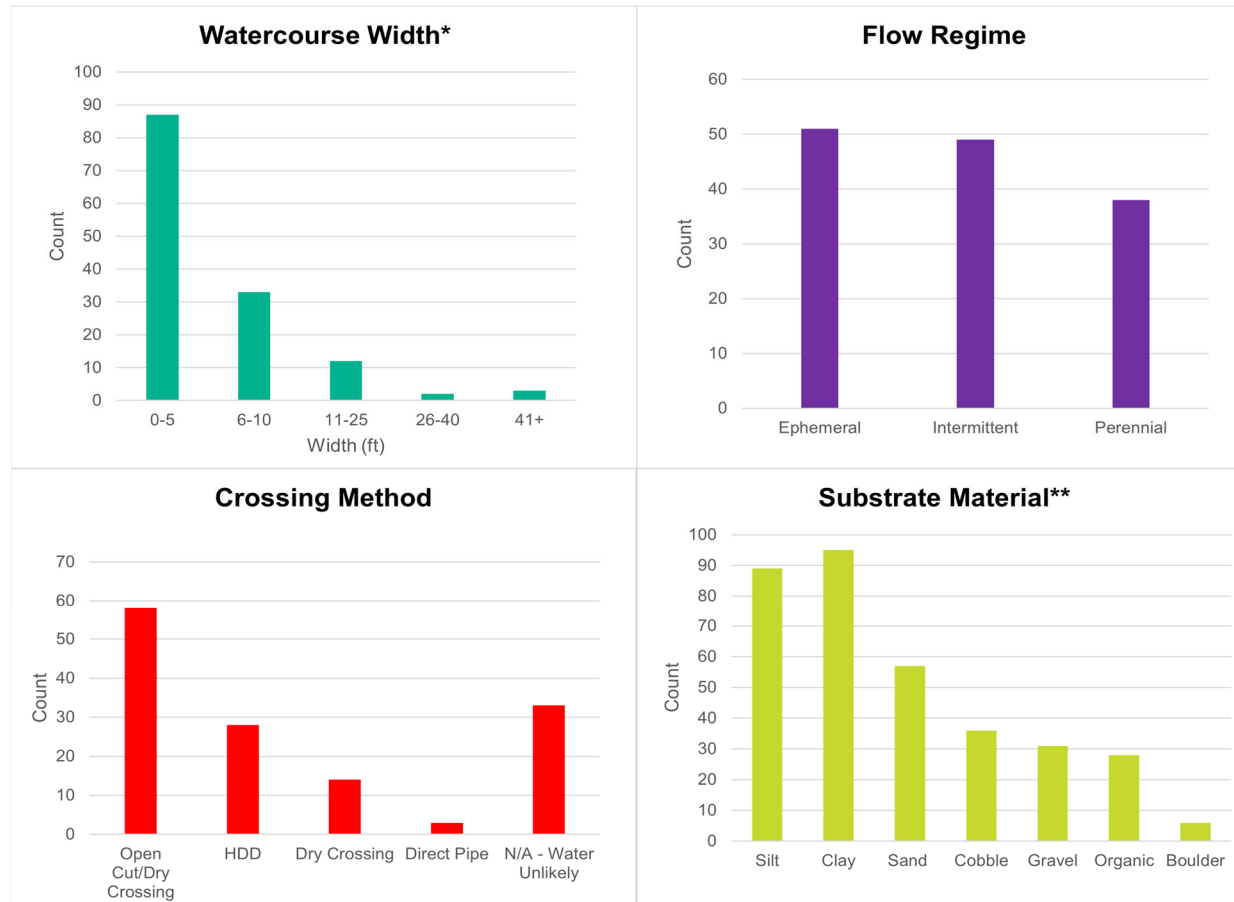 Watercourse Width*
100
90
80
70
60
50
40
30
20
10
0
Count
0-5 6-10 11-25 26-40 41+
Width (ft)
Flow Regime
60
50
40
30
20
10
0
Count
Ephemeral Intermittent Perennial
Crossing Method
70
60
50
40
30
20
10
0
Count
Open HDD Dry Crossing Direct Pipe N/A - Water
Cut/Dry Unlikely
Crossing
Substrate Material**
100
90
80
70
60
50
40
30
20
10
0
Count
Silt Clay Sand Cobble Gravel Organic Boulder